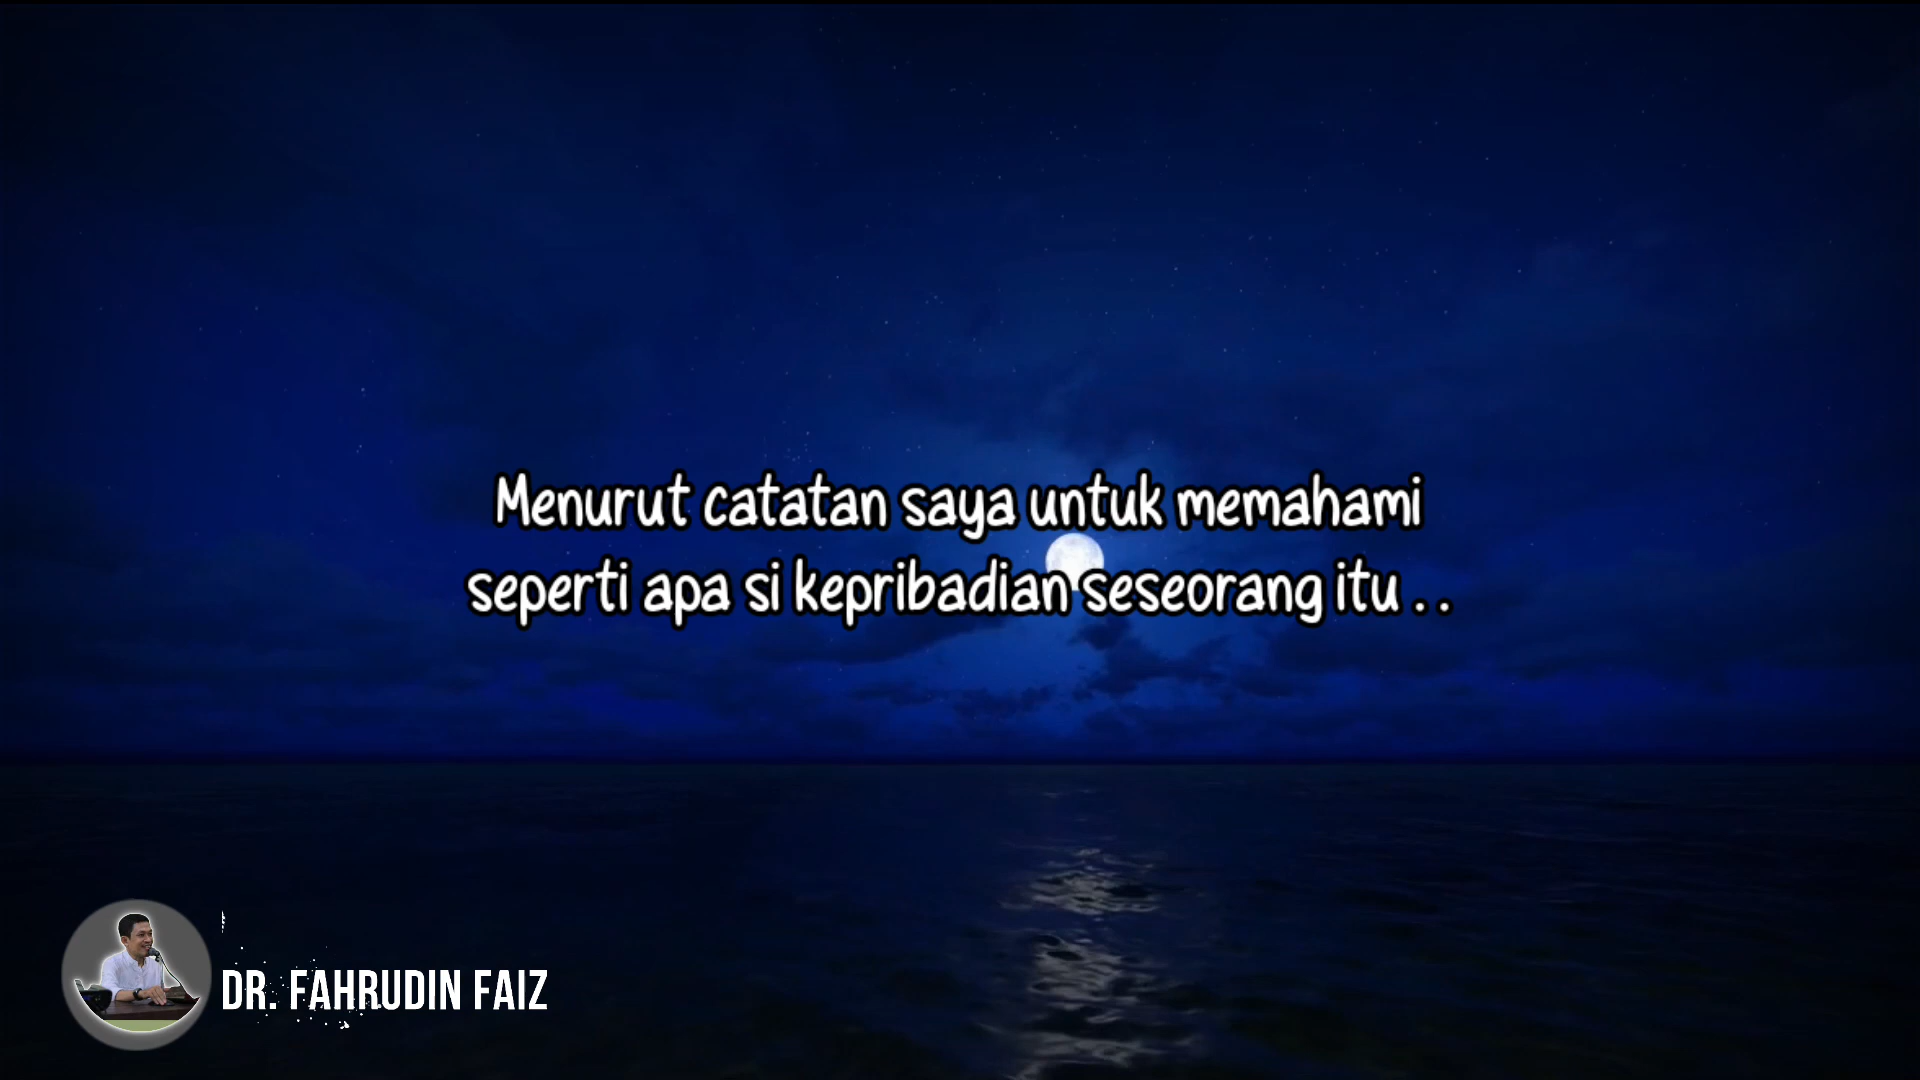 Menurut catatan saya untuk memahami
seperti apa si kepribadian seseorang itu . .
DR. FAHRUDIN FAIZ